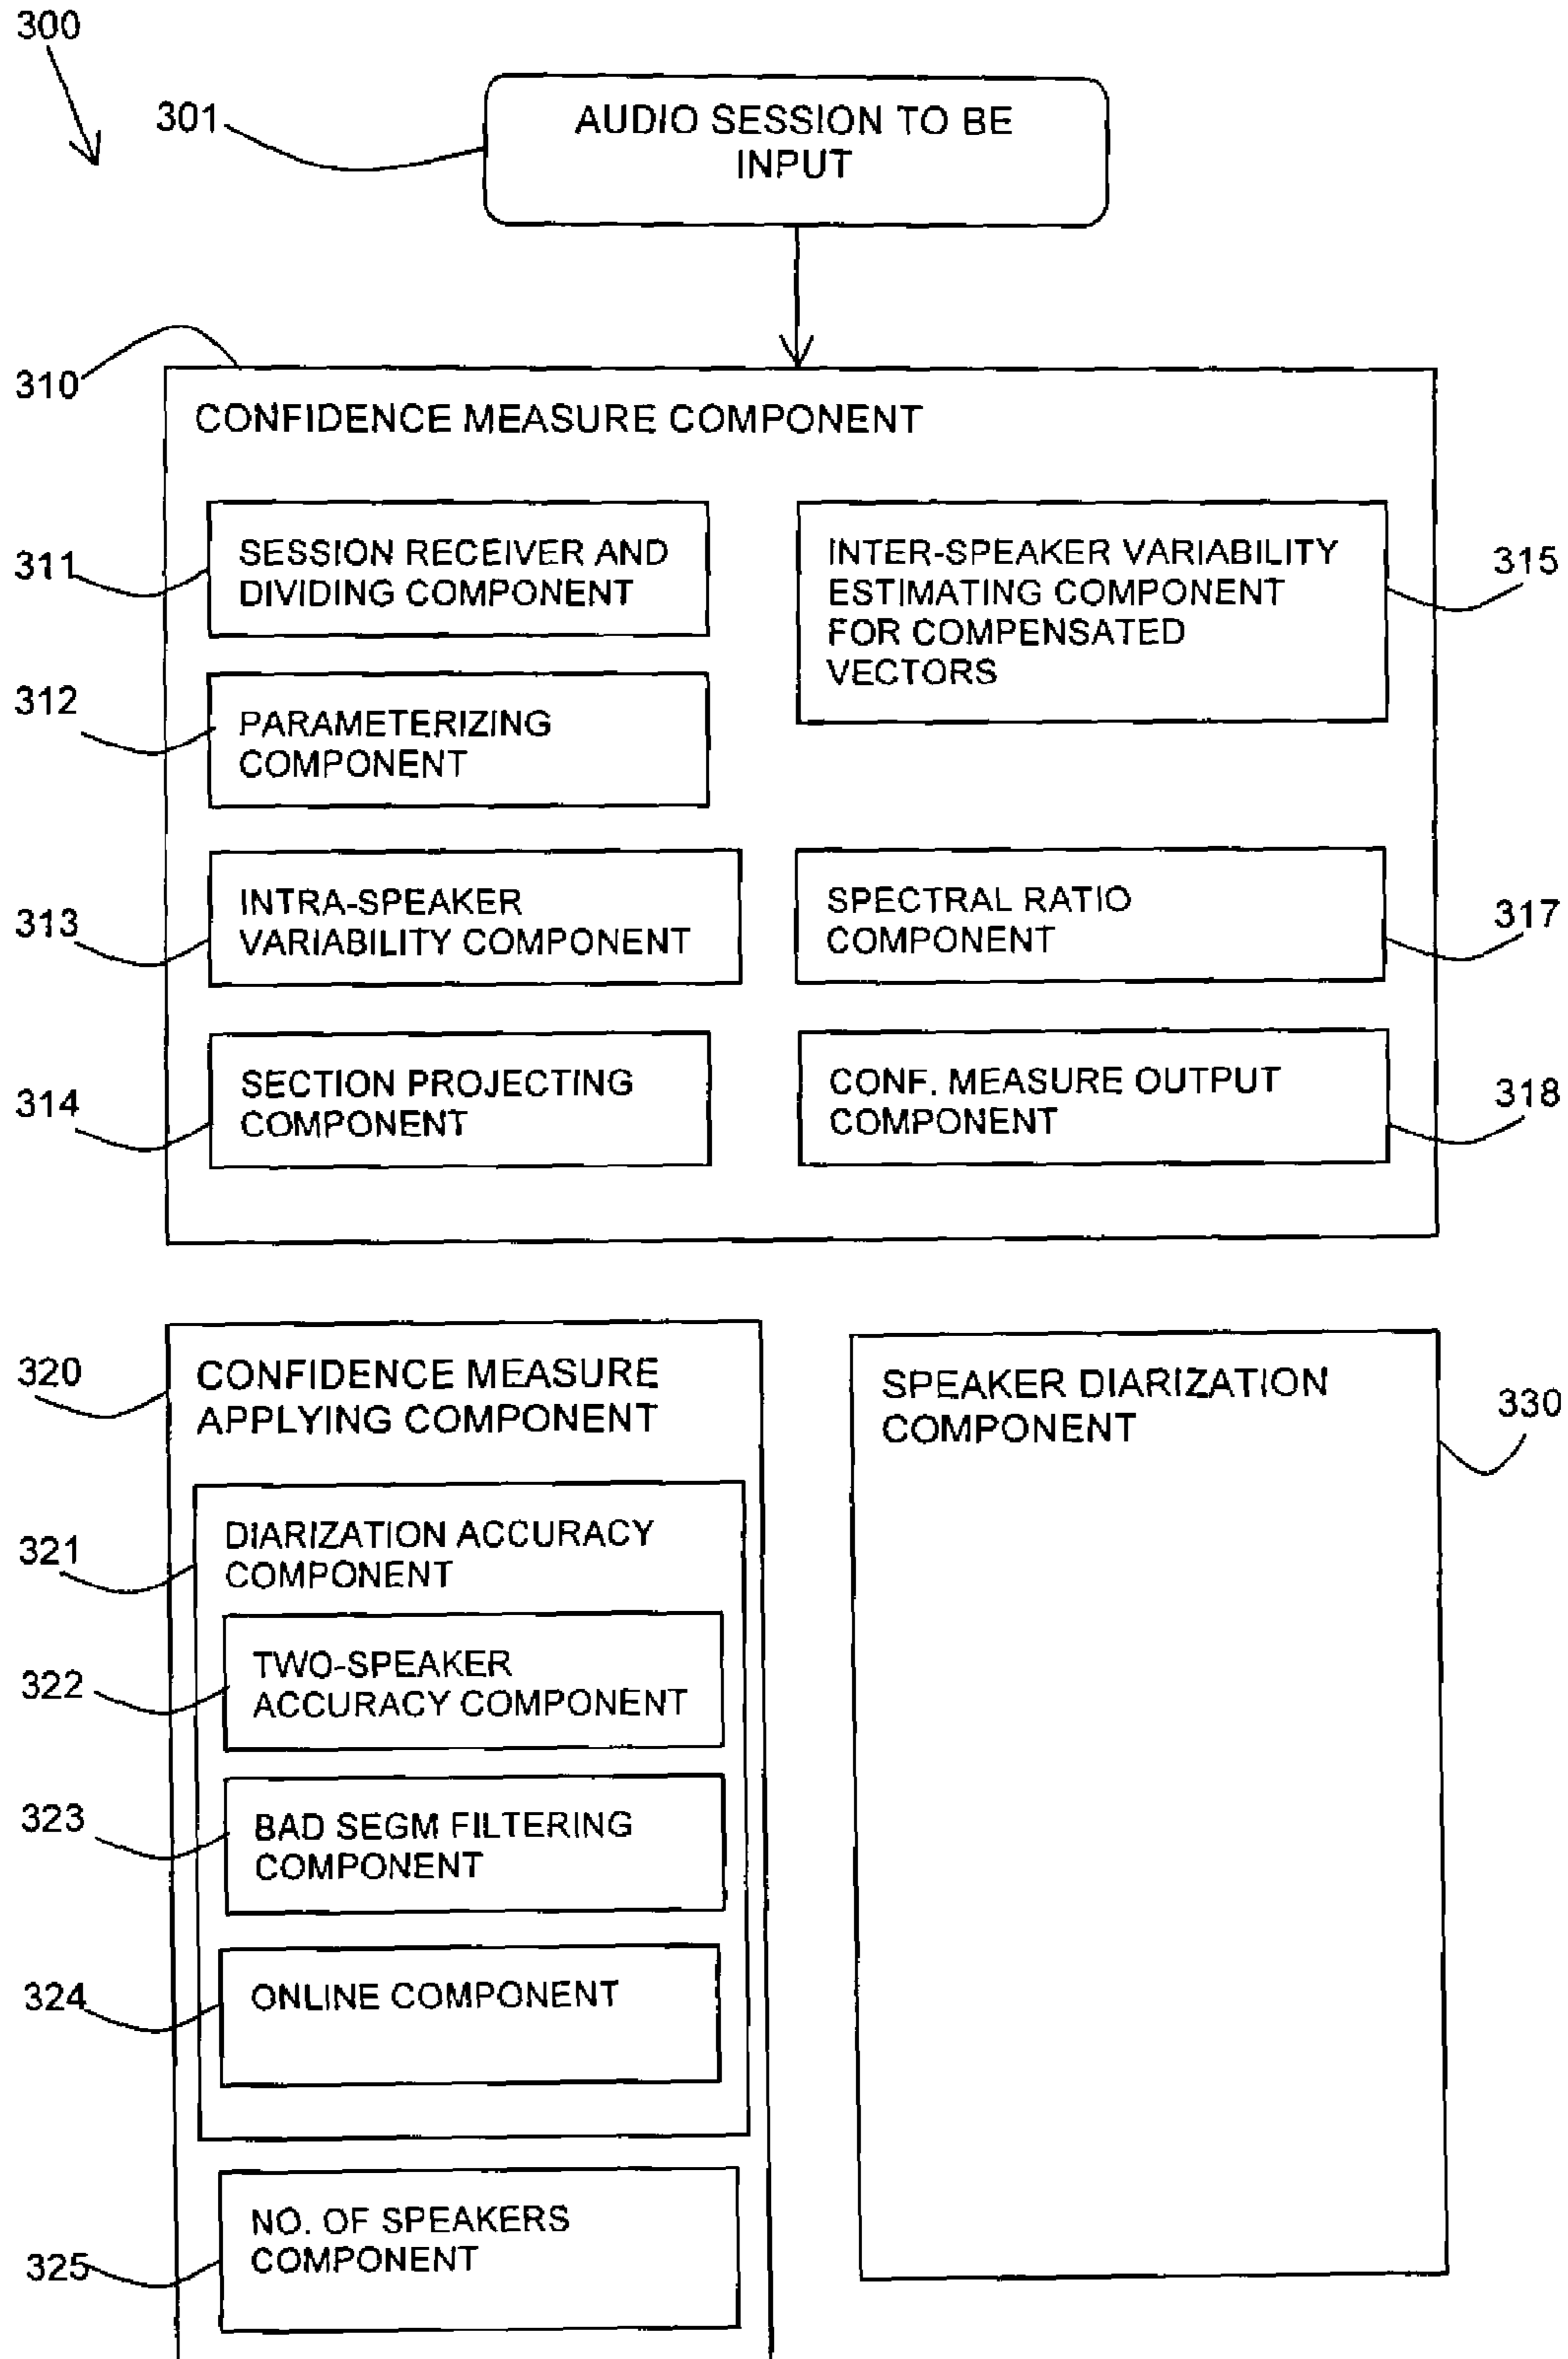 300
301
AUDIO SESSION TO BE
INPUT
310
CONFIDENCE MEASURE COMPONENT
311
SESSION RECEIVER AND
DIVIDING COMPONENT
INTER-SPEAKER VARIABILITY
ESTIMATING COMPONENT
FOR COMPENSATED
VECTORS
315
312
PARAMETERIZING
COMPONENT
313
INTRA-SPEAKER
VARIABILITY COMPONENT
SPECTRAL RATIO
COMPONENT
317
314
SECTION PROJECTING
COMPONENT
CONF. MEASURE OUTPUT
COMPONENT
318
320
CONFIDENCE MEASURE
APPLYING COMPONENT
SPEAKER DIARIZATION
COMPONENT
330
321
DIARIZATION ACCURACY
COMPONENT
322
TWO-SPEAKER
ACCURACY COMPONENT
323
BAD SEGM FILTERING
COMPONENT
324
ONLINE COMPONENT
325
NO. OF SPEAKERS
COMPONENT